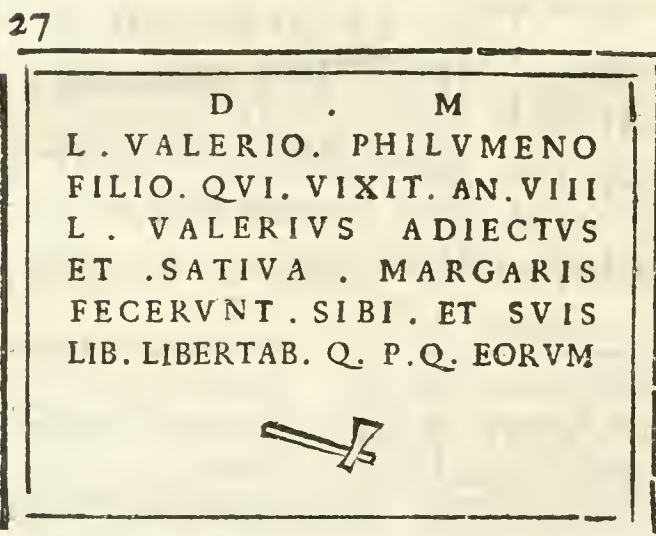 27
D . M
L . VALERIO. PHILVMENO
FILIO. QVI. VIXIT. AN. VIII
L . VALERIVS ADIECTVS
ET .SATIVA . MARGARIS
FECERVNT . SIBI . ET SVIS
LIB. LIBERTAB. Q. P.Q. EORVM